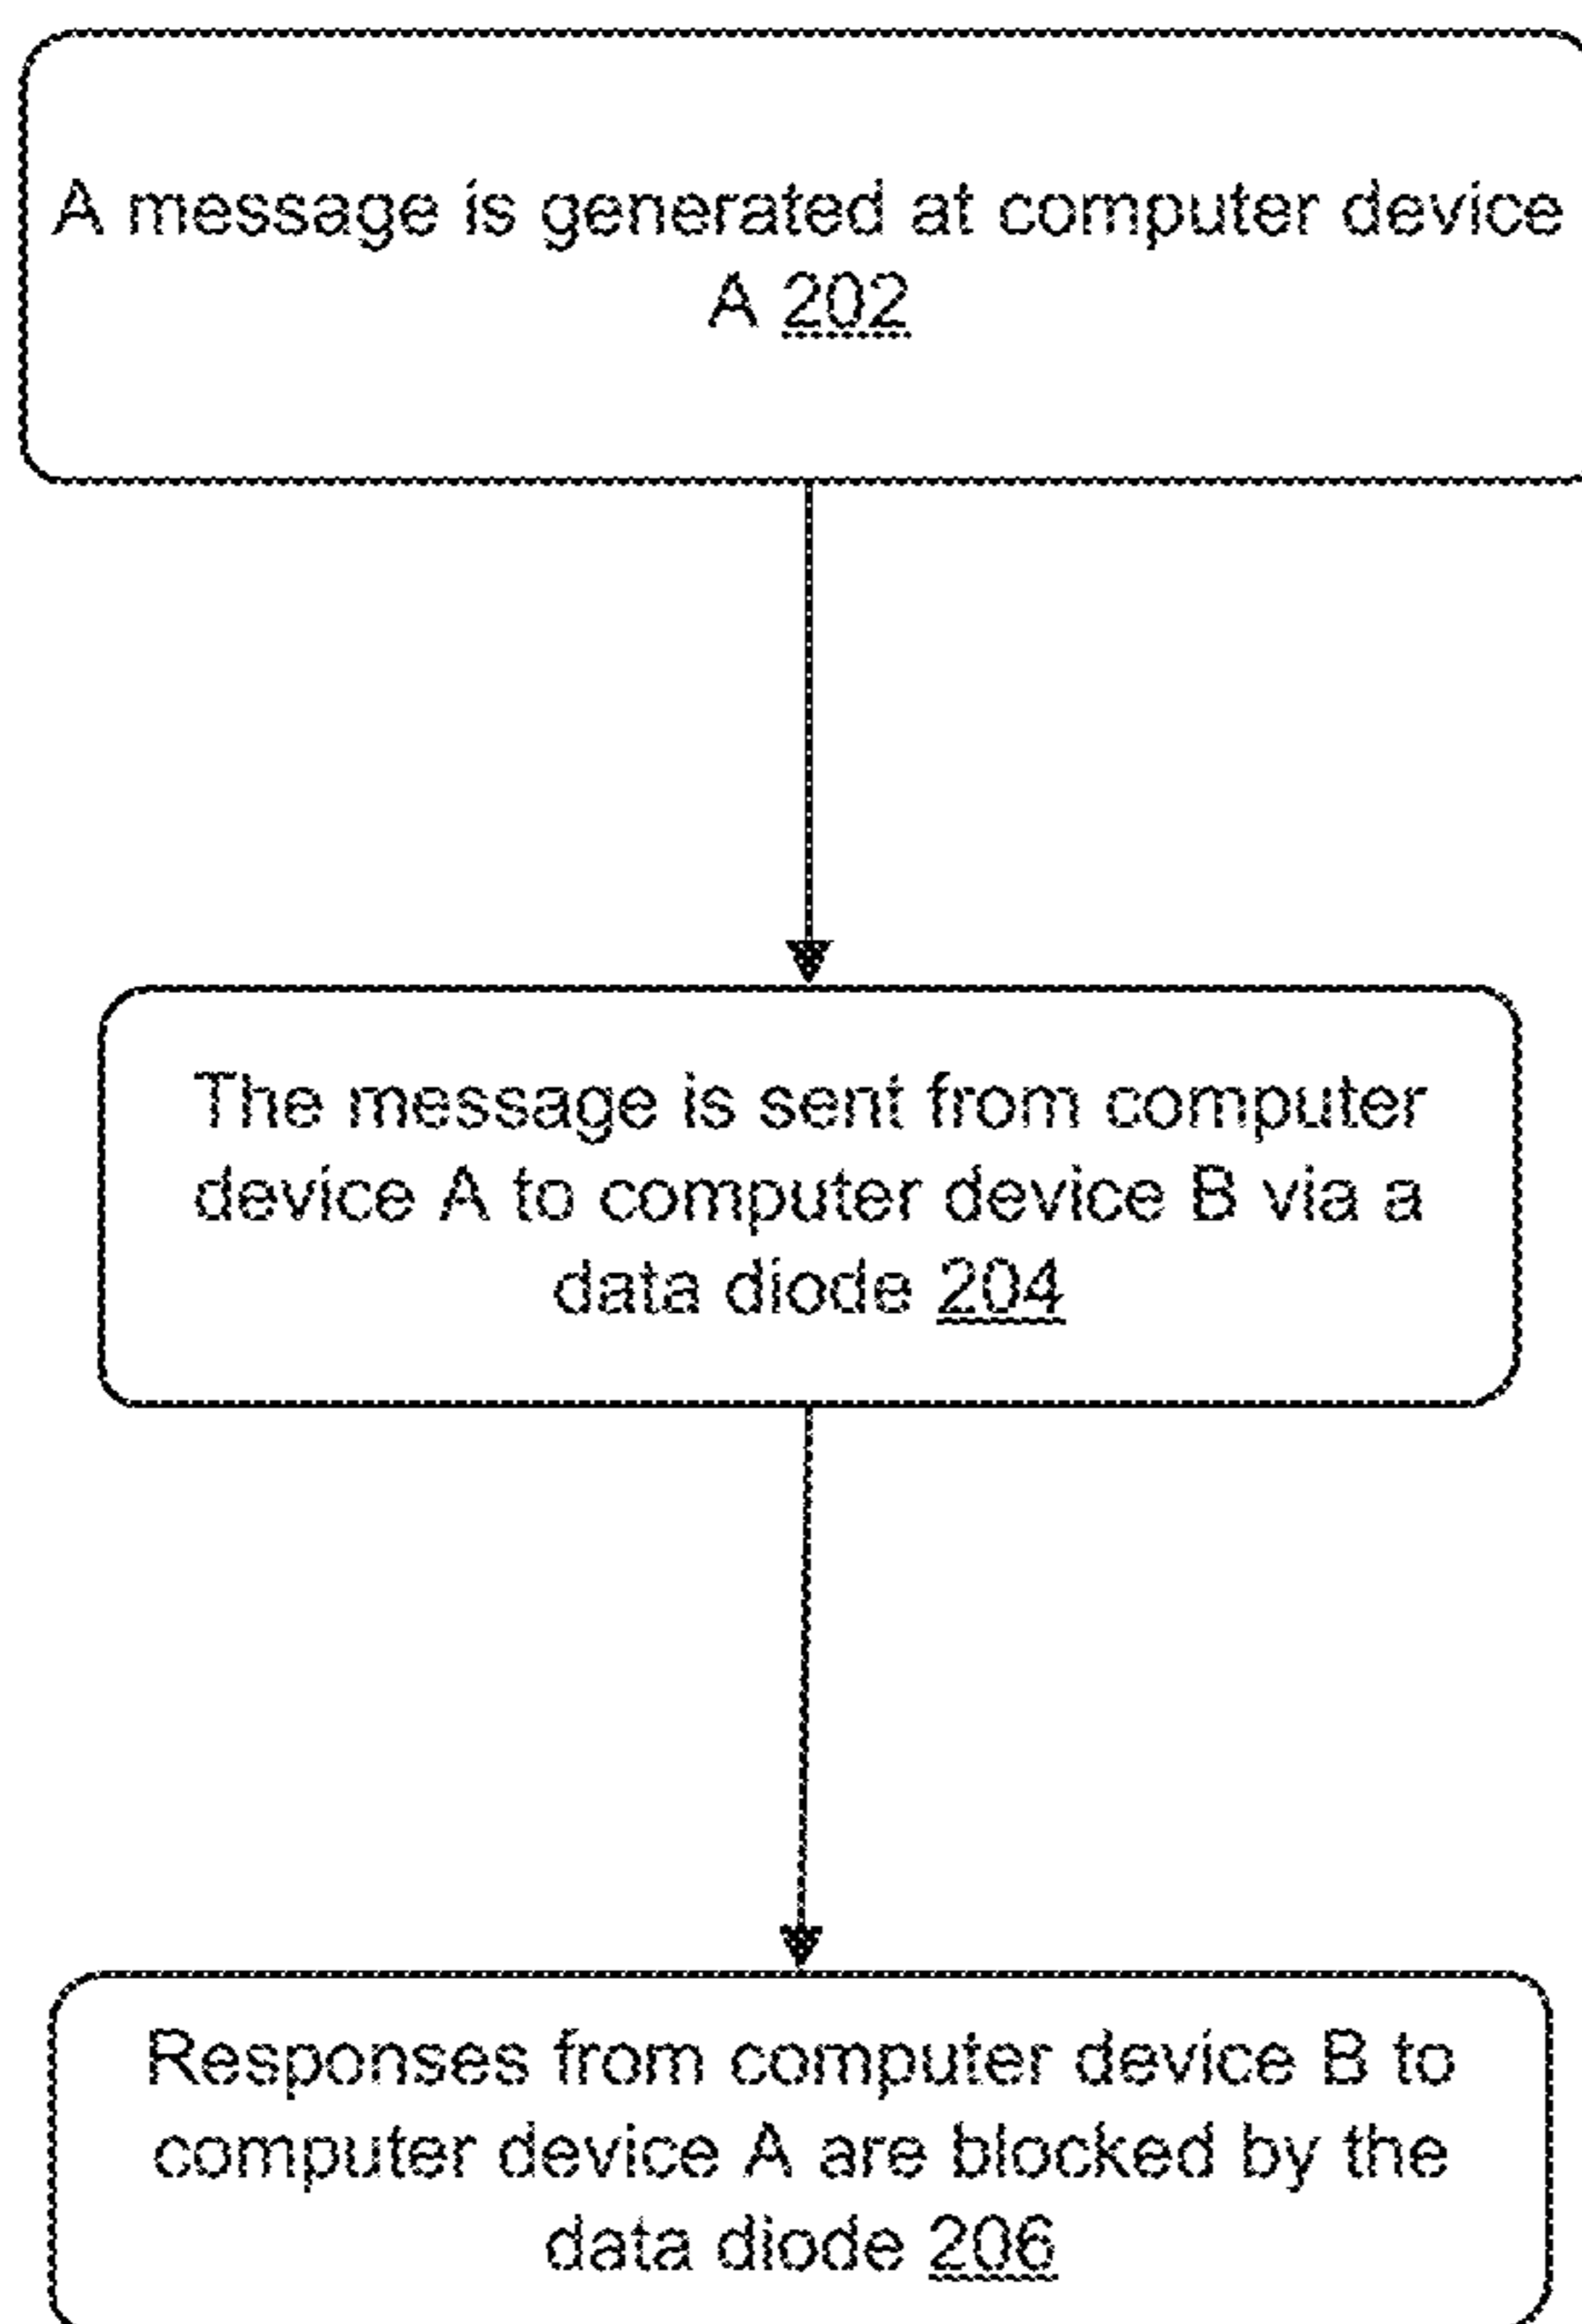 A message is generated at computer device
A 202
The message is sent from computer
device A to computer device B via a
data diode 204
Responses from computer device B to
computer device A are blocked by the
data diode 206